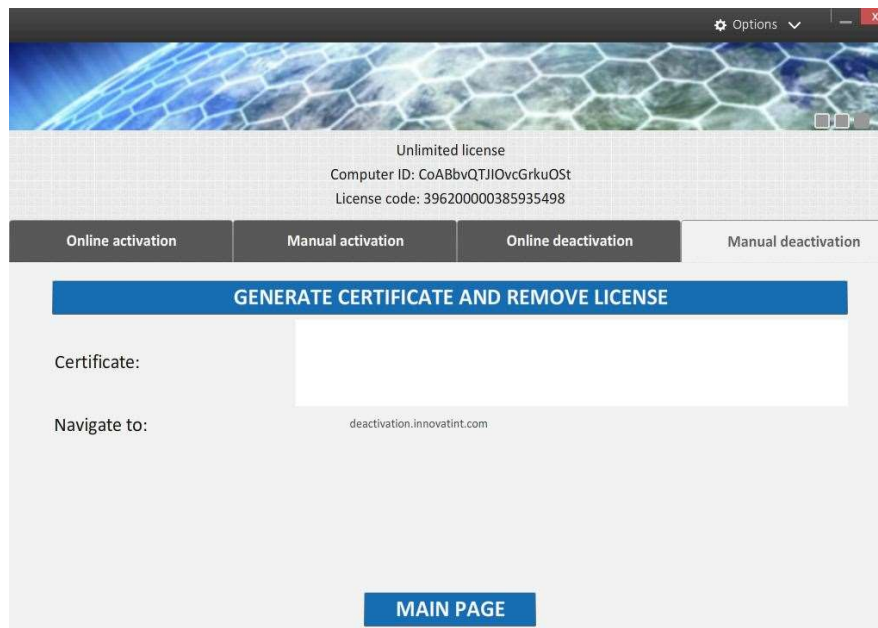 Options
X
Unlimited license
Computer ID: CoABbvQTJIOvcGrkuOSt
License code: 396200000385935498
Online activation
Manual activation
Online deactivation
Manual deactivation
GENERATE CERTIFICATE AND REMOVE LICENSE
Certificate:
Navigate to:
deactivation.innovatint.com
MAIN PAGE